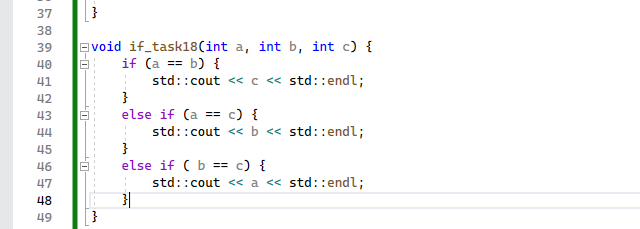 37 }
38
39 void if_task18(int a, int b, int c) {
40 if (a == b) {
41 std::cout << c << std::endl;
42 }
43 else if (a == c) {
44 std::cout << b << std::endl;
45 }
46 else if ( b == c) {
47 std::cout << a << std::endl;
48 }
49 }